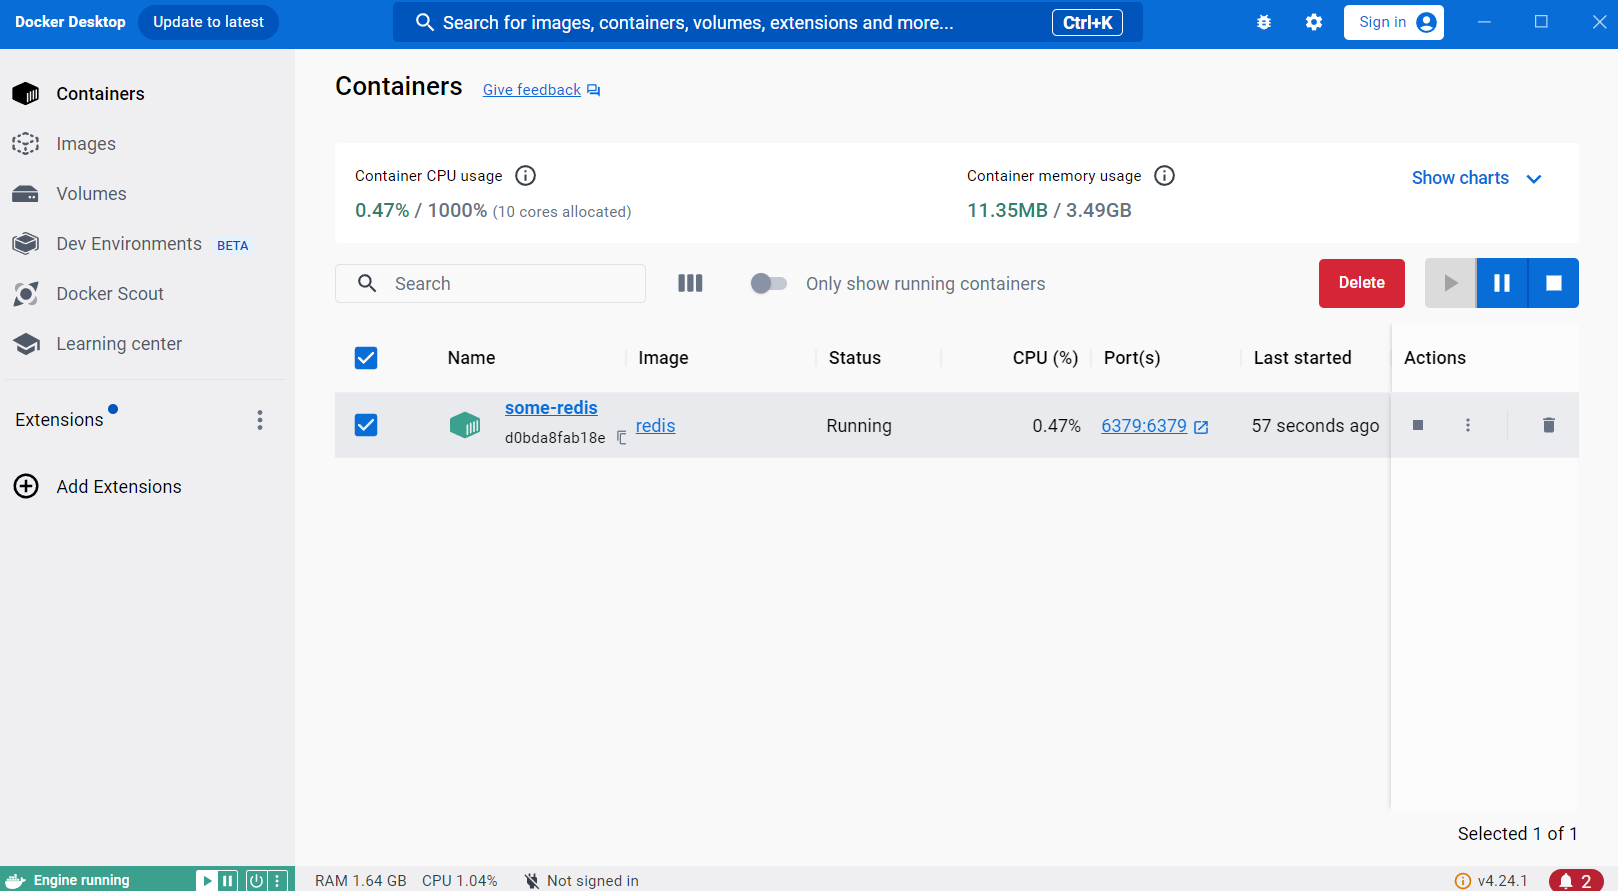 Docker Desktop Update to latest Search for images, containers, volumes, extensions and more... Ctrl+K Sign in
Containers
Images
Volumes
Dev Environments BETA
Docker Scout
Learning center
Extensions
Add Extensions
Containers Give feedback
Container CPU usage
0.47% / 1000% (10 cores allocated)
Container memory usage
11.35MB / 3.49GB
Show charts
Search
Only show running containers
Delete
Name Image Status CPU (%) Port(s) Last started Actions
some-redis
d0bda8fab18e
redis Running 0.47% 6379:6379 57 seconds ago
Selected 1 of 1
Engine running RAM 1.64 GB CPU 1.04% Not signed in v4.24.1 2